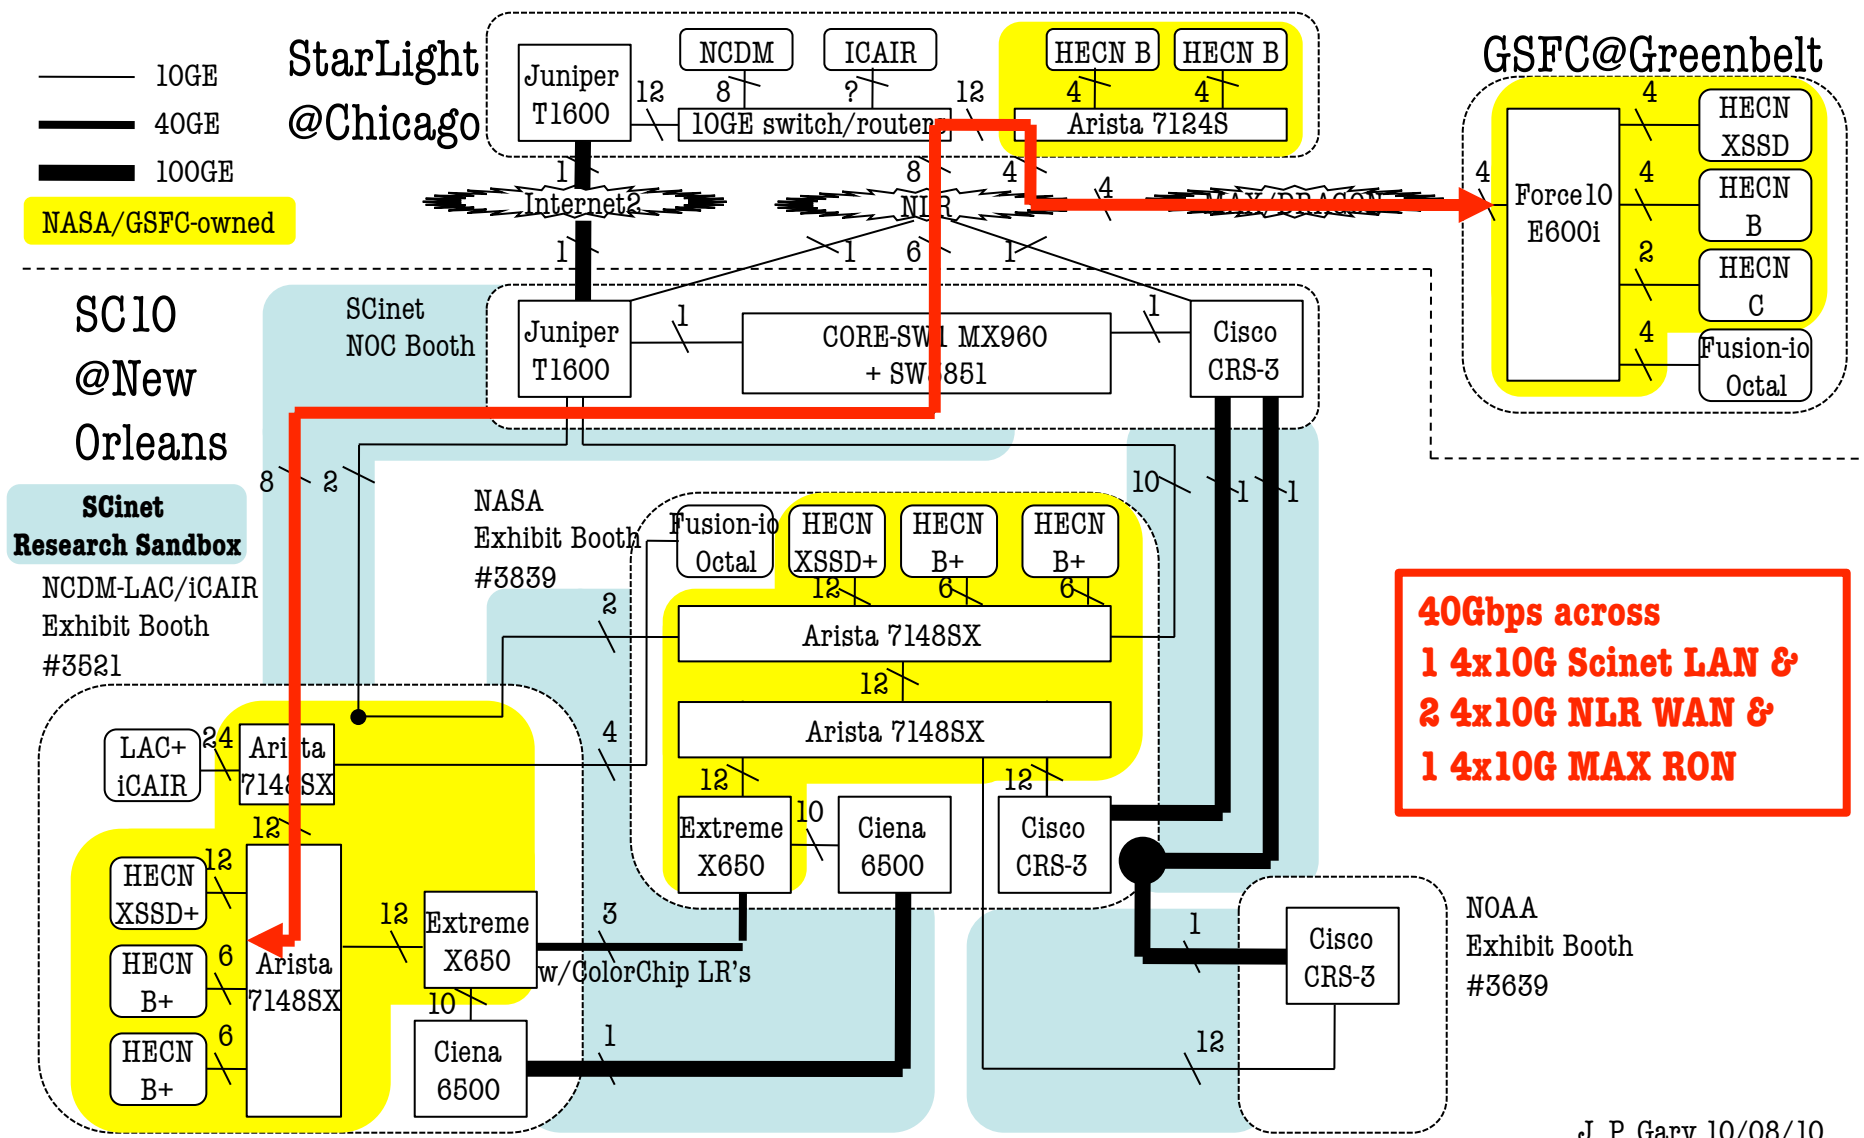 10GE
40GE
100GE
NASA/GSFC-owned
StarLight
@Chicago
Juniper
T1600
12
NCDM
8
ICAIR
?
10GE switch/routers
12
HECN B
4
HECN B
4
Arista 7124S
1
Internet2
1
8
NLR
4
4
MAX/DRAGON
1
6
1
GSFC@Greenbelt
4
Force10
E600i
4
HECN
XSSD
4
HECN
B
2
HECN
C
4
Fusion-io
Octal
SC10
@New
Orleans
SCinet
NOC Booth
Juniper
T1600
1
CORE-SW1 MX960
+ SW
851
1
Cisco
CRS-3
SCinet
Research Sandbox
8
2
10
1
1
NASA
Exhibit Booth
#3839
Fusion-io
Octal
HECN
XSSD+
12
HECN
B+
6
HECN
B+
6
2
Arista 7148SX
12
Arista 7148SX
4
12
12
Extreme
X650
10
Ciena
6500
Cisco
CRS-3
NCDM-LAC/iCAIR
Exhibit Booth
#3521
LAC+
iCAIR
24
Arista
7148SX
12
HECN
XSSD+
12
HECN
B+
6
HECN
B+
6
Arista
7148SX
12
Extreme
X650
3
w/ColorChip LR's
10
Ciena
6500
1
1
12
Cisco
CRS-3
NOAA
Exhibit Booth
#3639
40Gbps across
1 4x10G Scinet LAN &
2 4x10G NLR WAN &
1 4x10G MAX RON
J. P. Gary 10/08/10